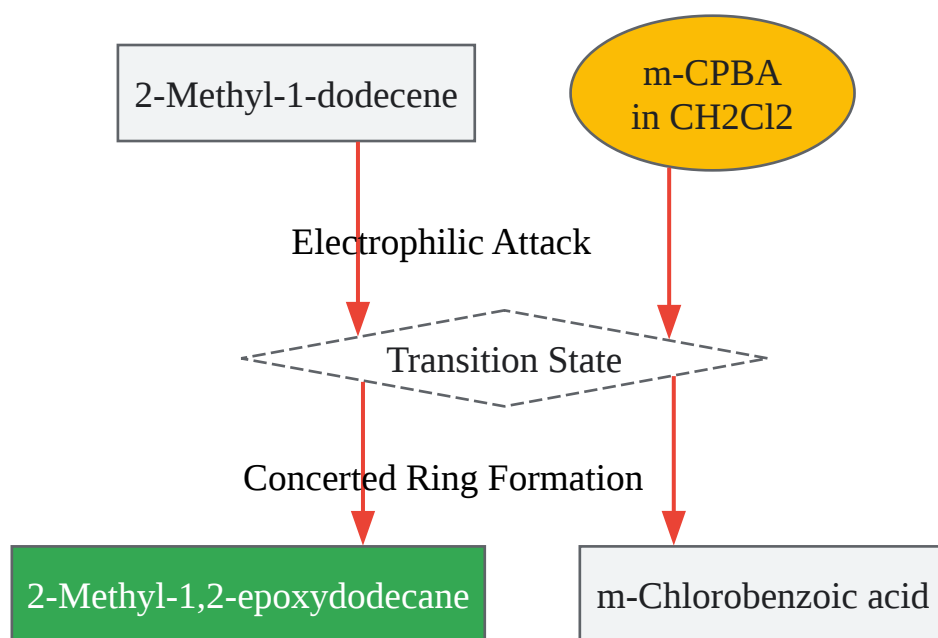 2-Methyl-1-dodecene
m-CPBA
in CH2Cl2
Electrophilic Attack
Transition State
Concerted Ring Formation
2-Methyl-1,2-epoxydodecane
m-Chlorobenzoic acid